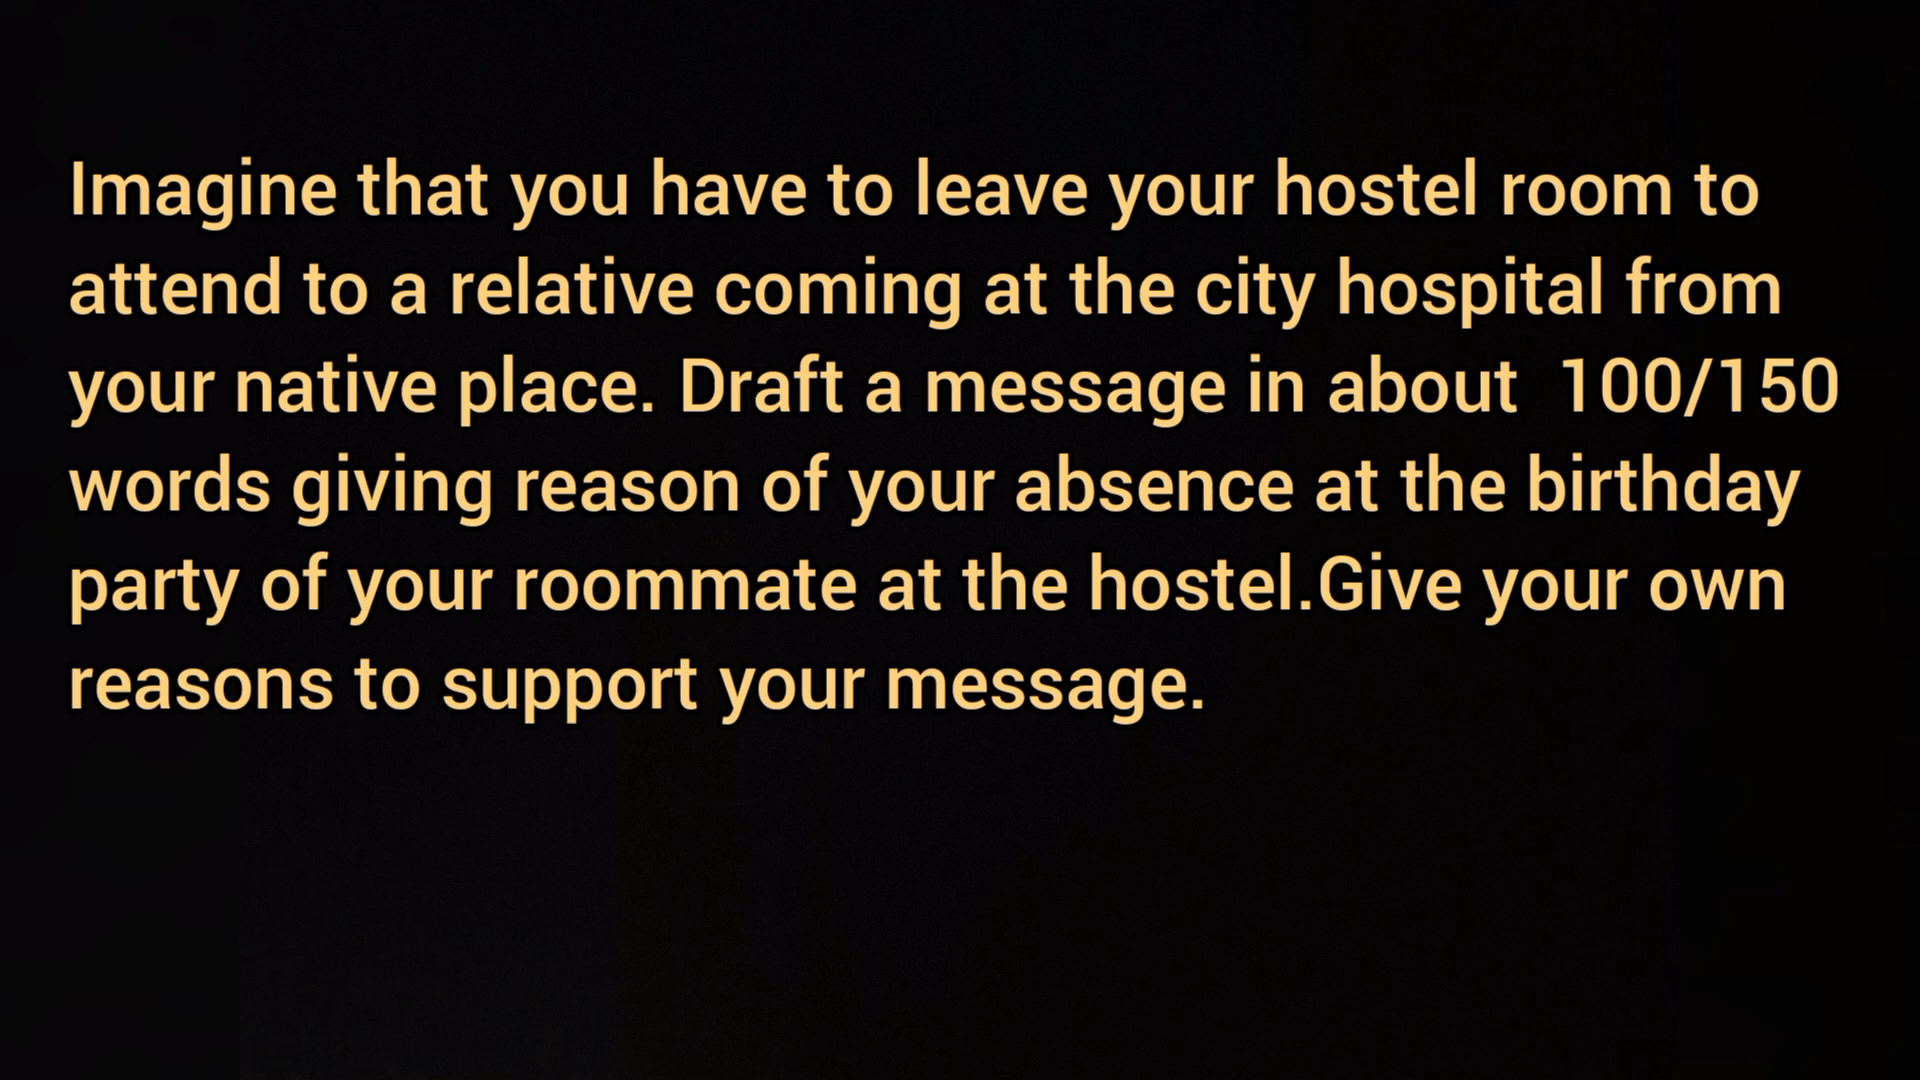 Imagine that you have to leave your hostel room to
attend to a relative coming at the city hospital from
your native place. Draft a message in about  100/150
words giving reason of your absence at the birthday
party of your roommate at the hostel.Give your own
reasons to support your message.